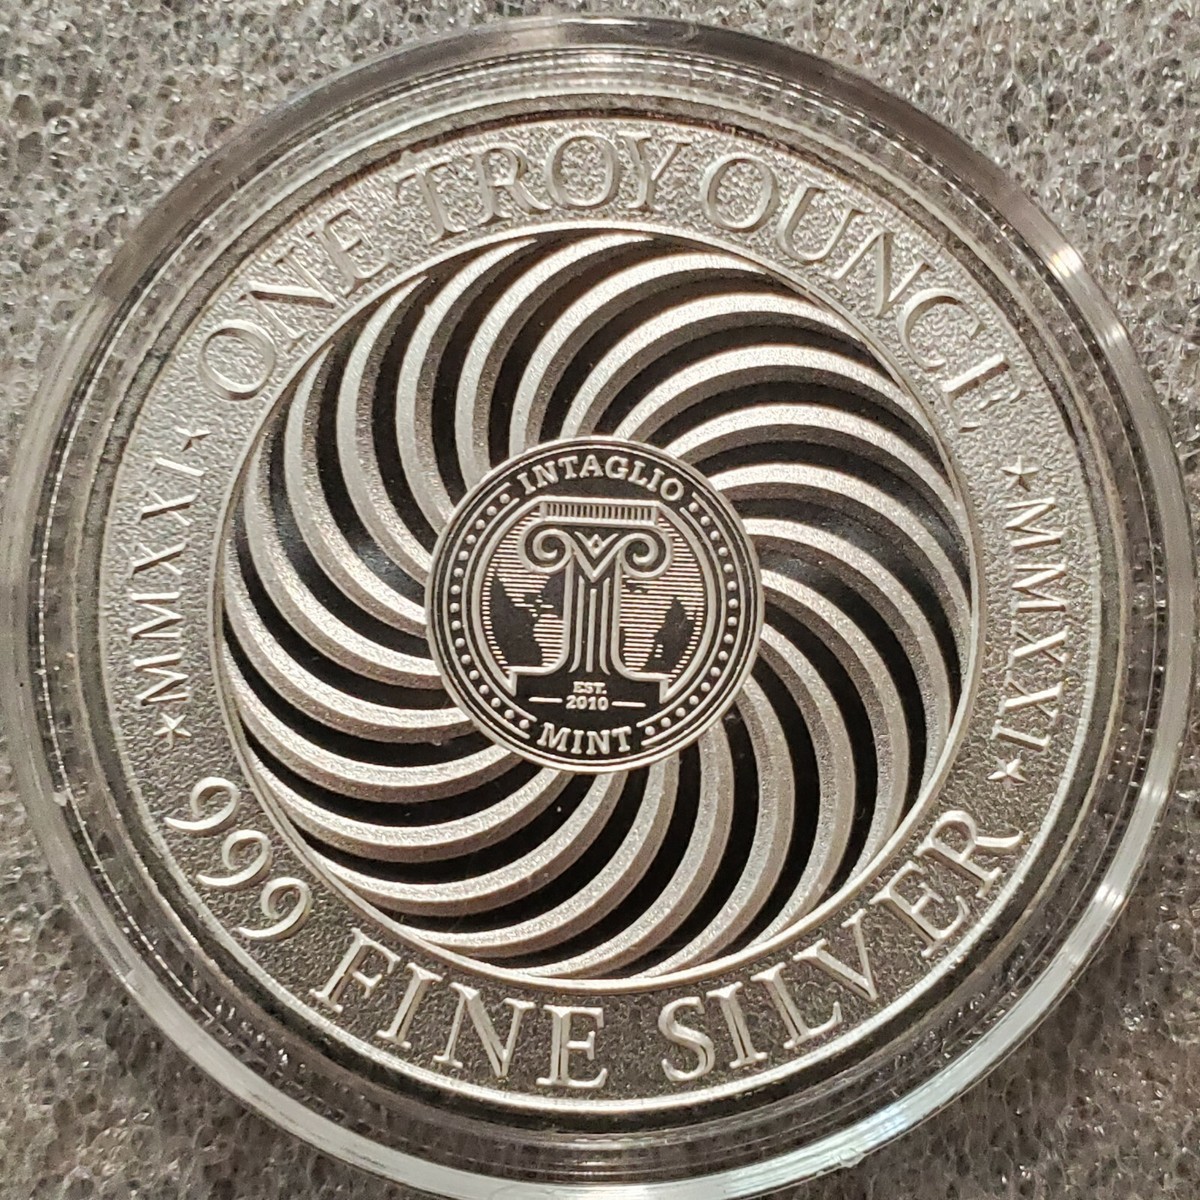 ONE TROY OUNCE
★ MMXXI ★
★ MMXXI ★
999 FINE SILVER
INTAGLIO
EST.
2010
MINT